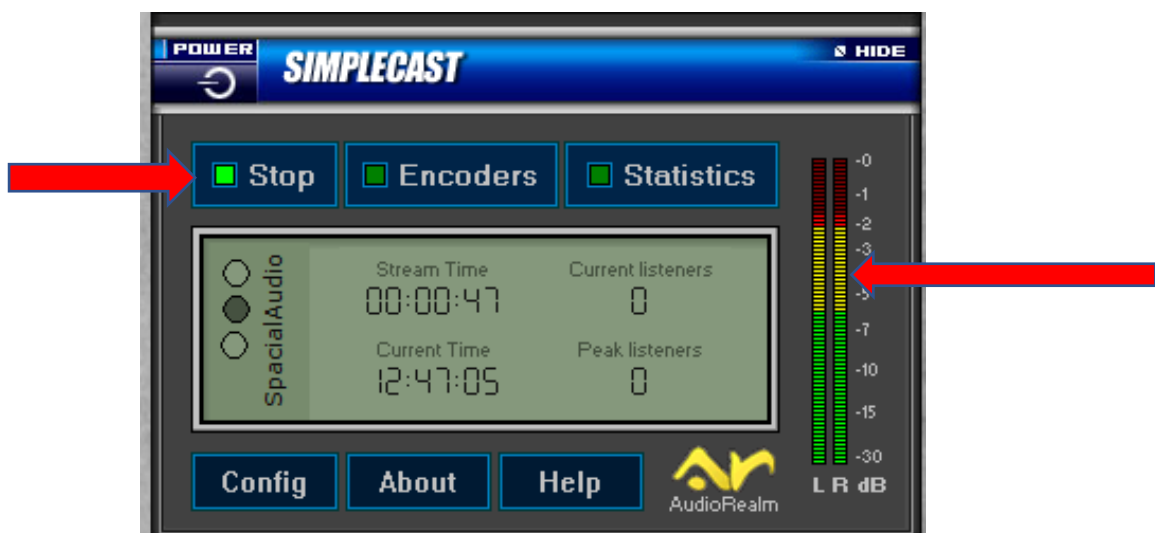 POWER
SIMPLECAST
HIDE
Stop
Encoders
Statistics
SpacialAudio
Stream Time
00:00:47
Current listeners
0
Current Time
12:47:05
Peak listeners
0
-0
-1
-2
-3
-5
-7
-10
-15
-30
L R dB
Config
About
Help
AudioRealm